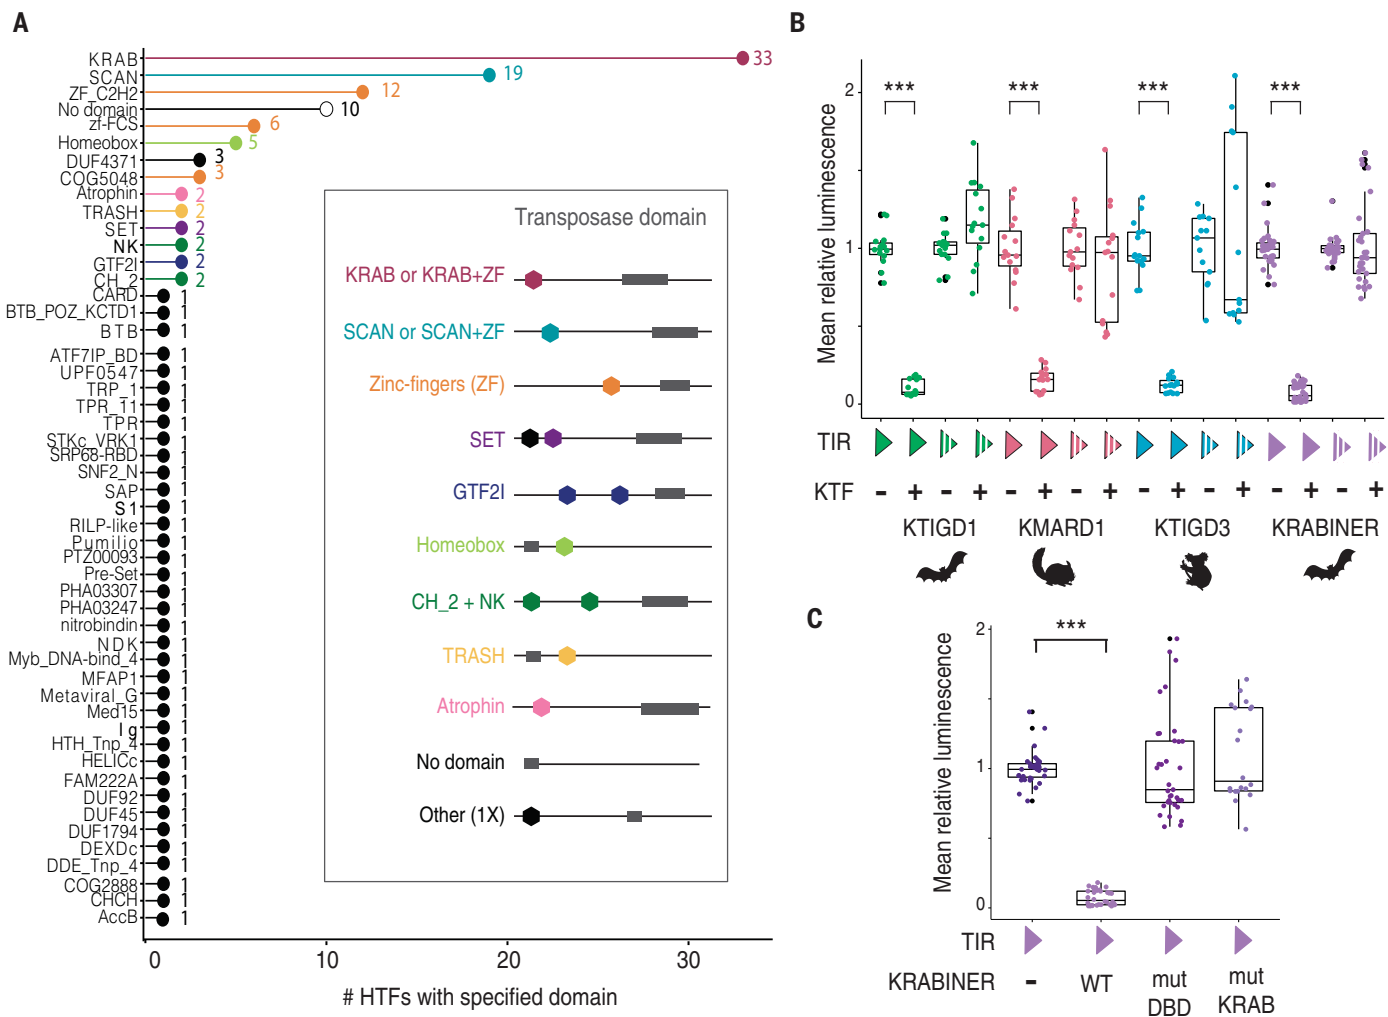 A
KRAB 33
SCAN 19
ZF_C2H2 12
No domain 10
zf-FCS 6
Homeobox 5
DUF4371 3
COG5048 3
Atrophin 2
TRASH 2
SET 2
NK 2
GTF2I 2
CH_2 2
CARD 1
BTB_POZ_KCTD1 1
BTB 1
ATF7IP_BD 1
UPF0547 1
TRP_1 1
TPR_11 1
TPR 1
STKc_VRK1 1
SRP68-RBD 1
SNF2_N 1
SAP 1
S1 1
RILP-like 1
Pumilio 1
PTZ00093 1
Pre-Set 1
PHA03307 1
PHA03247 1
nitrobindin 1
NDK 1
Myb_DNA-bind_4 1
MFAP1 1
Metaviral_G 1
Med15 1
Ig 1
HTH_Tnp_4 1
HELICc 1
FAM222A 1
DUF92 1
DUF45 1
DUF1794 1
DEXDc 1
DDE_Tnp_4 1
COG2888 1
CHCH 1
AccB 1
0 10 20 30
# HTFs with specified domain
Transposase domain
KRAB or KRAB+ZF
SCAN or SCAN+ZF
Zinc-fingers (ZF)
SET
GTF2I
Homeobox
CH_2 + NK
TRASH
Atrophin
No domain
Other (1X)
B
Mean relative luminescence
2
1
0
*** *** *** ***
TIR
KTF - + - + - + - + - + - + - + - +
KTIGD1 KMARD1 KTIGD3 KRABINER
C
Mean relative luminescence
2
1
0
***
TIR
KRABINER - WT mut DBD mut KRAB